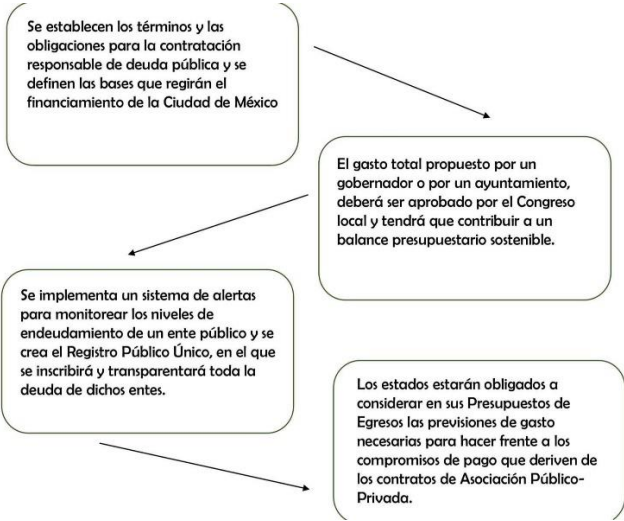 Se establecen los términos y las
obligaciones para la contratación
responsable de deuda pública y se
definen las bases que regirán el
financiamiento de la Ciudad de México
El gasto total propuesto por un
gobernador o por un ayuntamiento,
deberá ser aprobado por el Congreso
local y tendrá que contribuir a un
balance presupuestario sostenible.
Se implementa un sistema de alertas
para monitorear los niveles de
endeudamiento de un ente público y se
crea el Registro Público Único, en el que
se inscribirá y transparentará toda la
deuda de dichos entes.
Los estados estarán obligados a
considerar en sus Presupuestos de
Egresos las previsiones de gasto
necesarias para hacer frente a los
compromisos de pago que deriven de
los contratos de Asociación Público-
Privada.